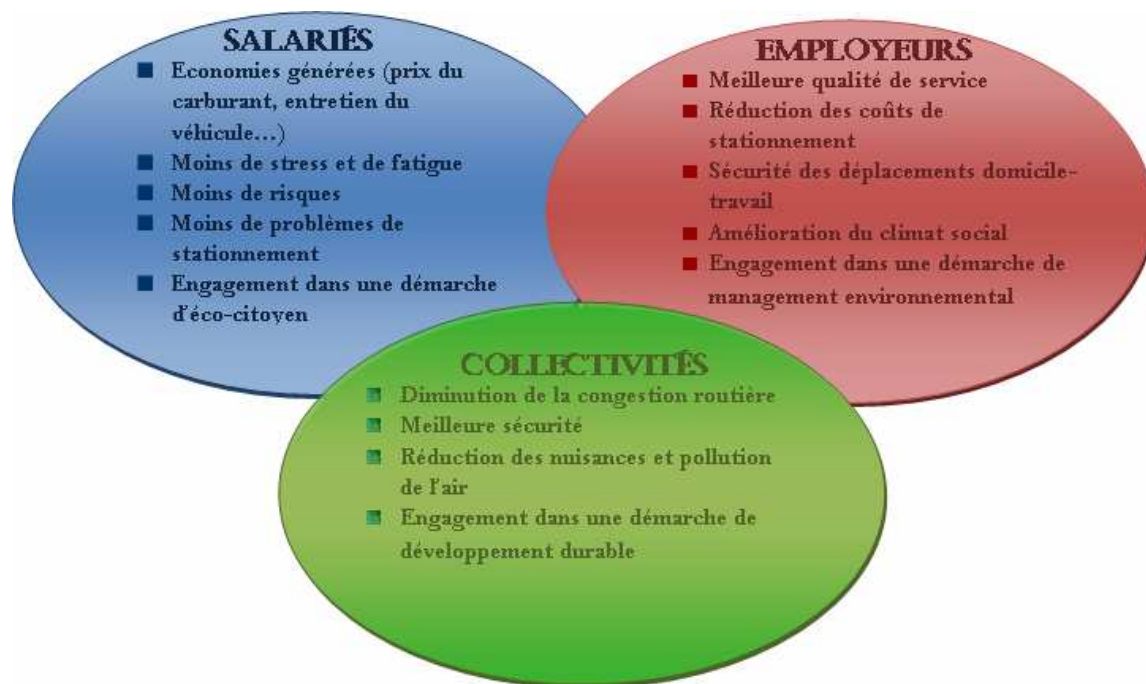 SALARIÉS
■ Economies générées (prix du
carburant, entretien du
véhicule...)
■ Moins de stress et de fatigue
■ Moins de risques
■ Moins de problèmes de
stationnement
■ Engagement dans une démarche
d'éco-citoyen
EMPLOYEURS
■ Meilleure qualité de service
■ Réduction des coûts de
stationnement
■ Sécurité des déplacements domicile-
travail
■ Amélioration du climat social
■ Engagement dans une démarche de
management environnemental
COLLECTIVITÉS
■ Diminution de la congestion routière
■ Meilleure sécurité
■ Réduction des nuisances et pollution
de l'air
■ Engagement dans une démarche de
développement durable